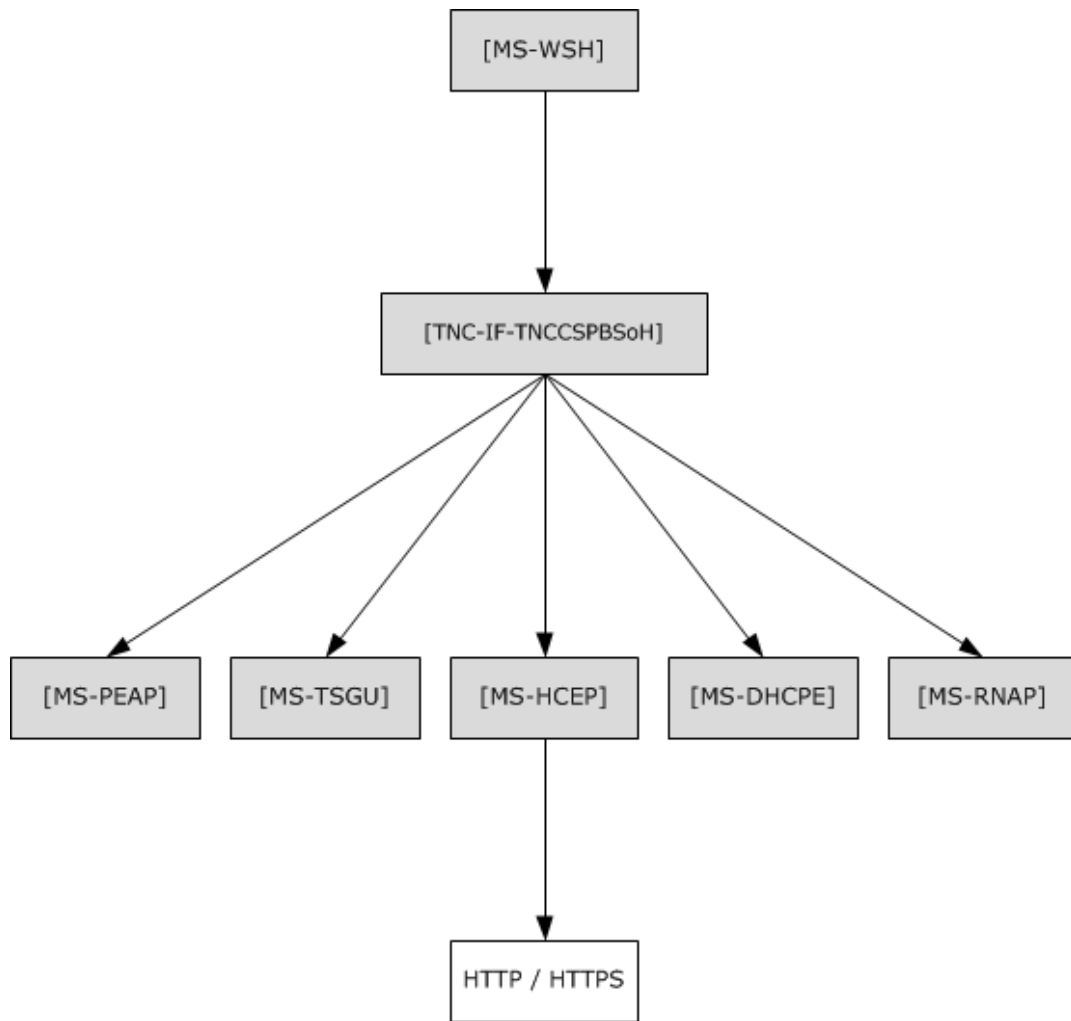 [MS-WSH]
[TNC-IF-TNCCSPBSoH]
[MS-PEAP]
[MS-TSGU]
[MS-HCEP]
[MS-DHCPE]
[MS-RNAP]
HTTP / HTTPS